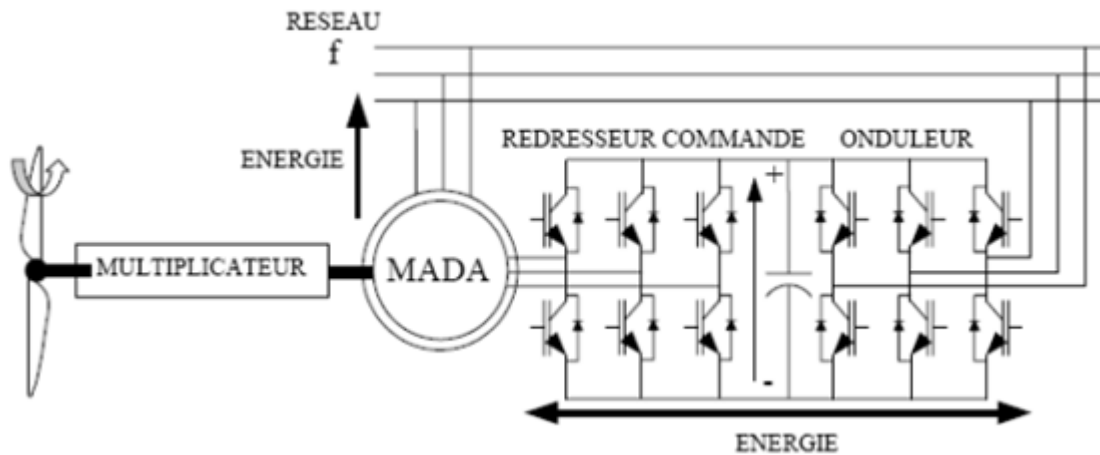 RESEAU
f
ENERGIE
REDRESSEUR COMMANDE
ONDULEUR
+
MULTIPLICATEUR
MADA
-
ENERGIE